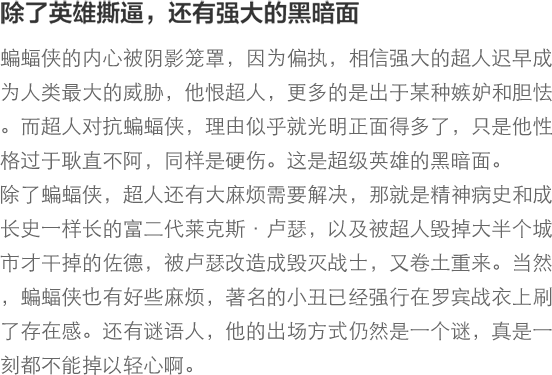 除了英雄撕逼，还有强大的黑暗面
蝙蝠侠的内心被阴影笼罩，因为偏执，相信强大的超人迟早成
为人类最大的威胁，他恨超人，更多的是出于某种嫉妒和胆怯
。而超人对抗蝙蝠侠，理由似乎就光明正面得多了，只是他性
格过于耿直不阿，同样是硬伤。这是超级英雄的黑暗面。
除了蝙蝠侠，超人还有大麻烦需要解决，那就是精神病史和成
长史一样长的富二代莱克斯·卢瑟，以及被超人毁掉大半个城
市才干掉的佐德，被卢瑟改造成毁灭战士，又卷土重来。当然
，蝙蝠侠也有好些麻烦，著名的小丑已经强行在罗宾战衣上刷
了存在感。还有谜语人，他的出场方式仍然是一个谜，真是一
刻都不能掉以轻心啊。